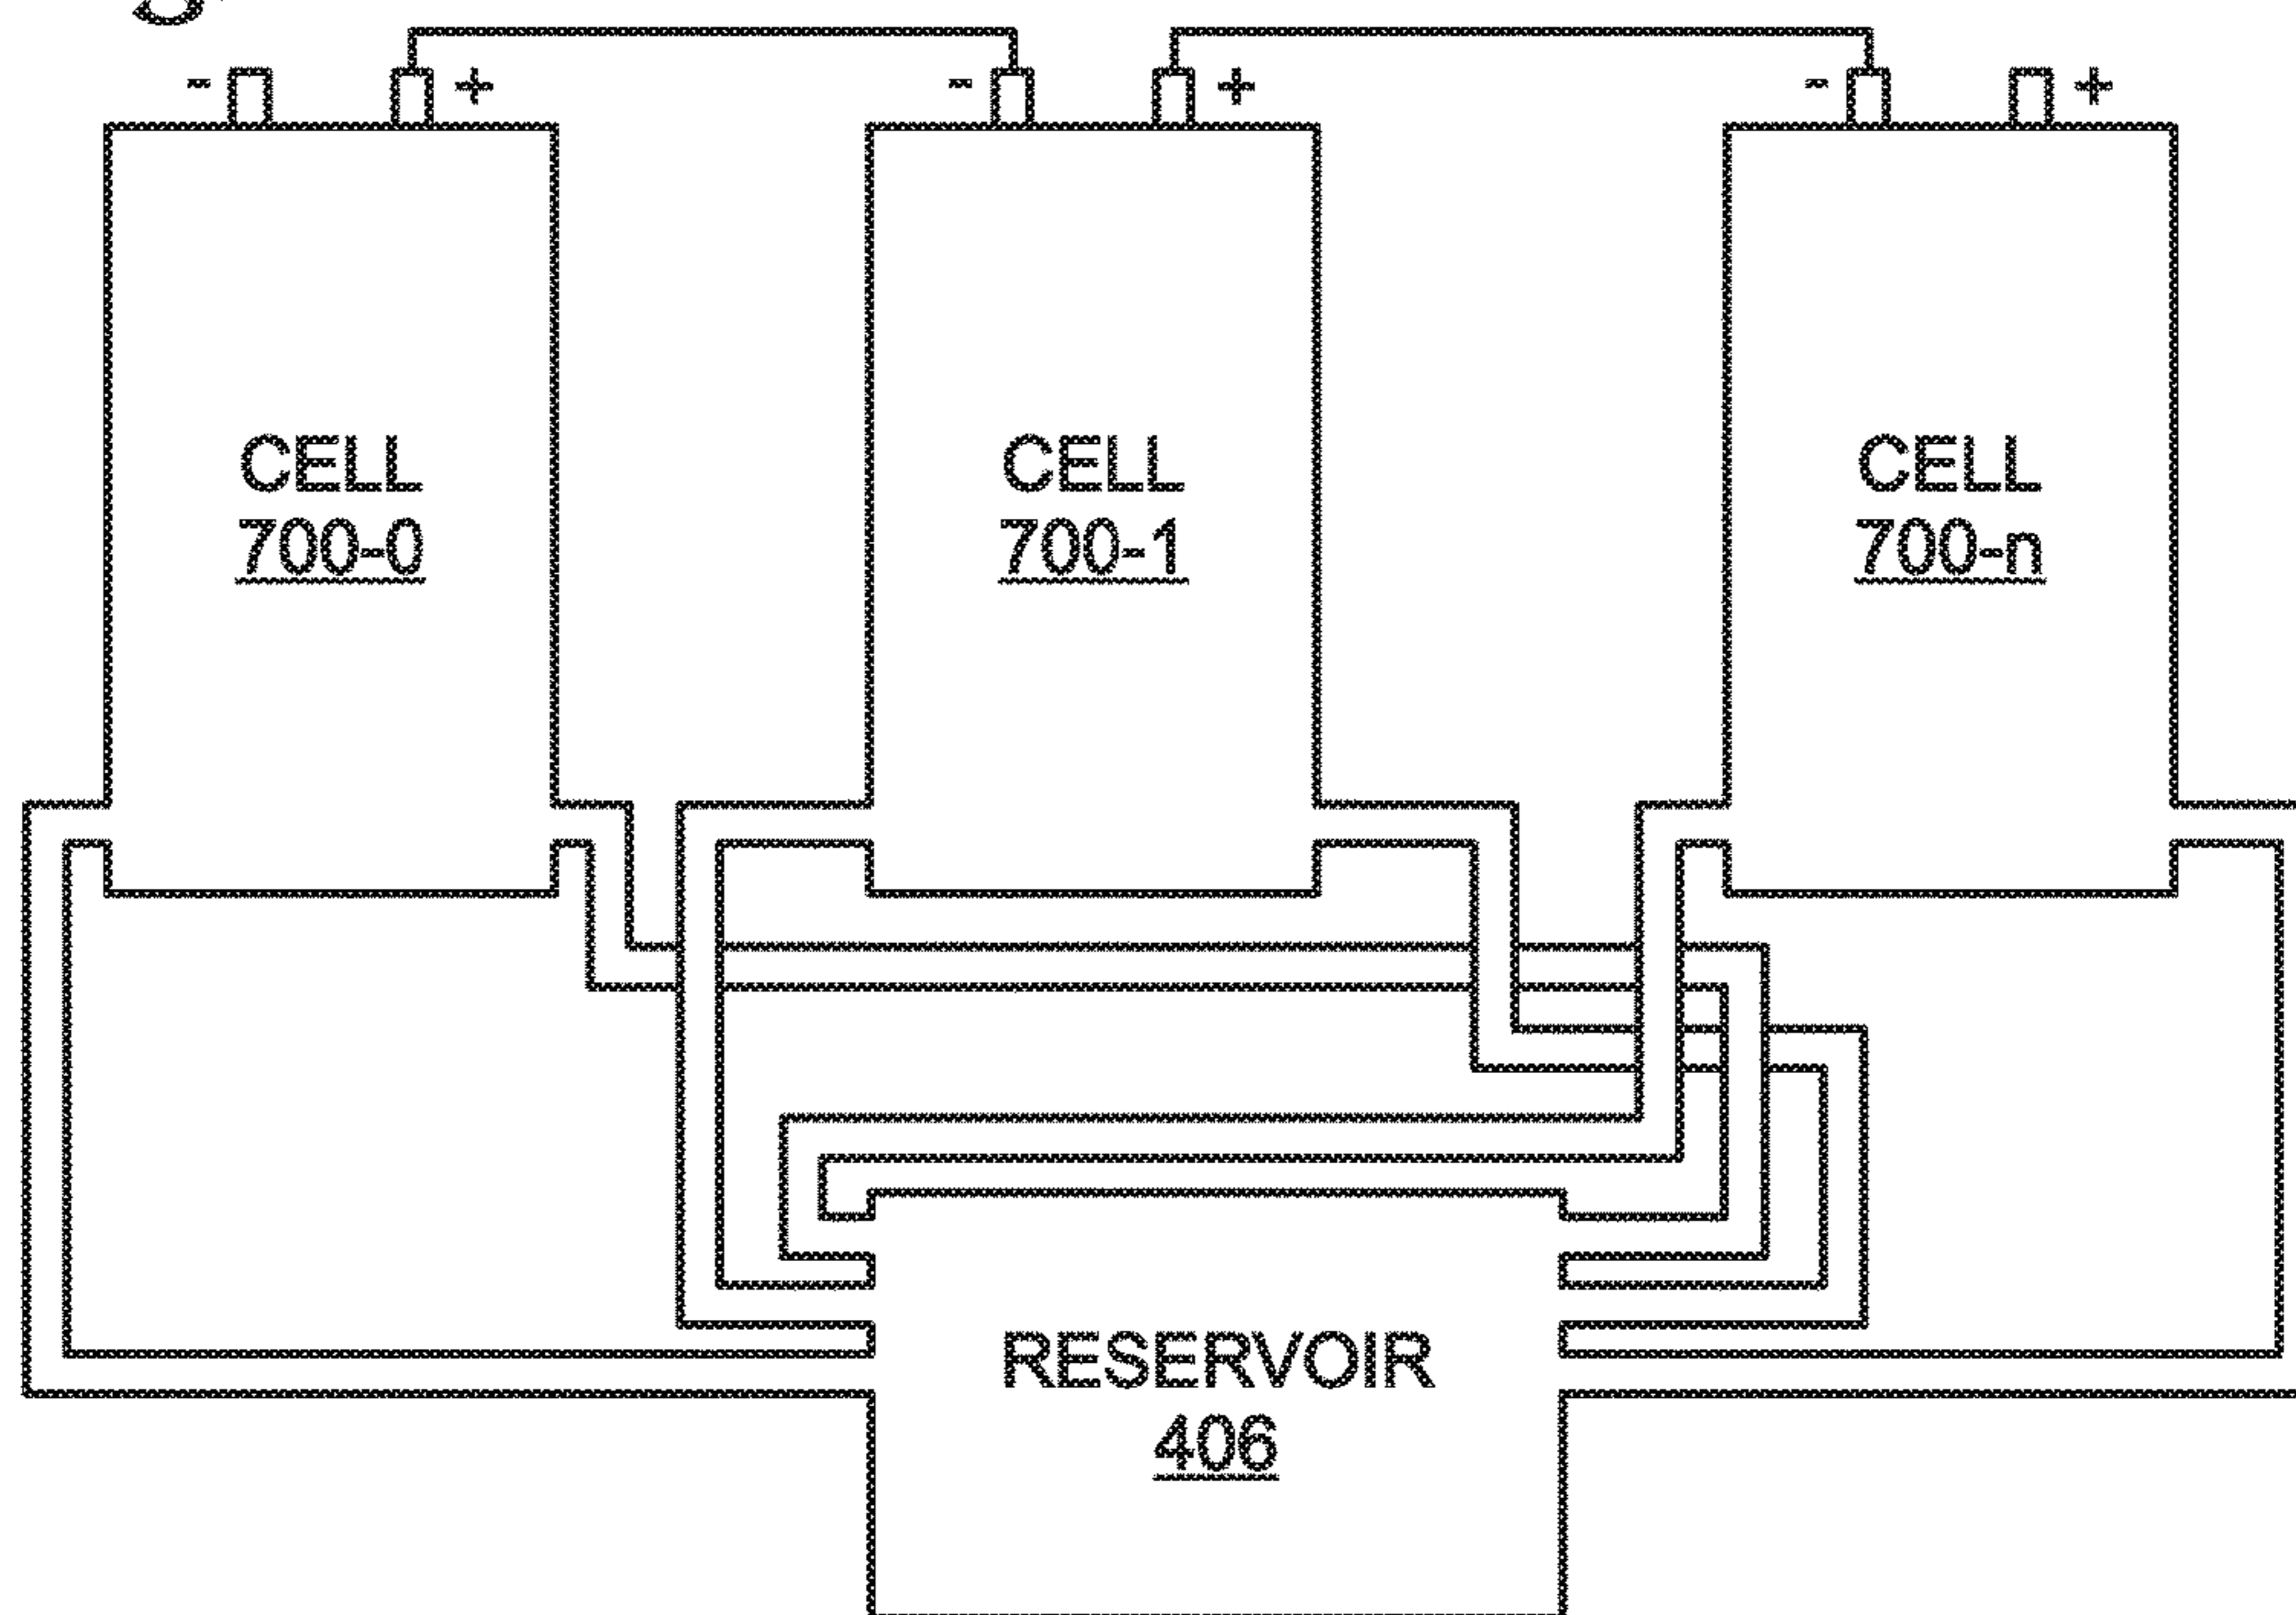 - + - + - +
CELL CELL CELL
700-0 700-1 700-n
RESERVOIR
406